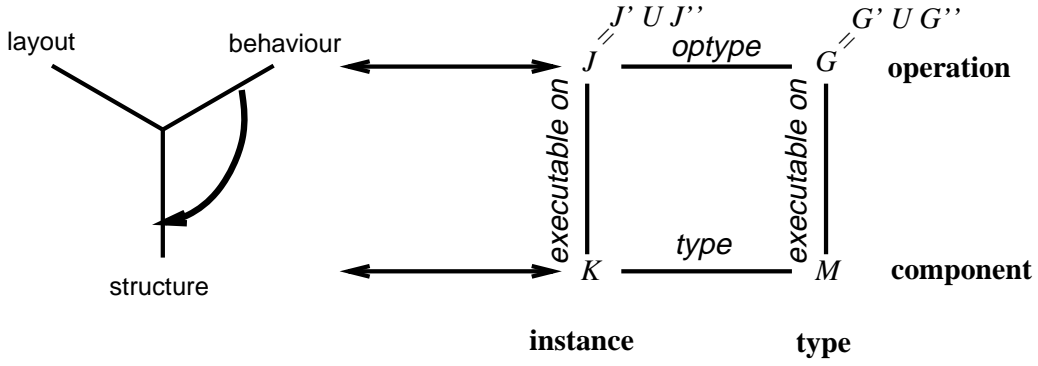 J' U J'' G' U G''
layout behaviour J optype G operation
executable on executable on
K type M component
structure
instance type